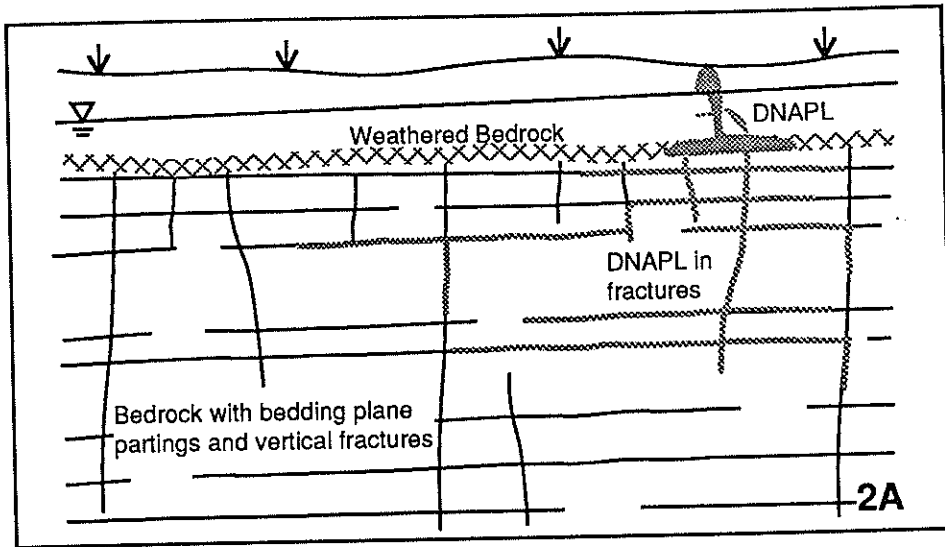 DNAPL
Weathered Bedrock
DNAPL in
fractures
Bedrock with bedding plane
partings and vertical fractures
2A